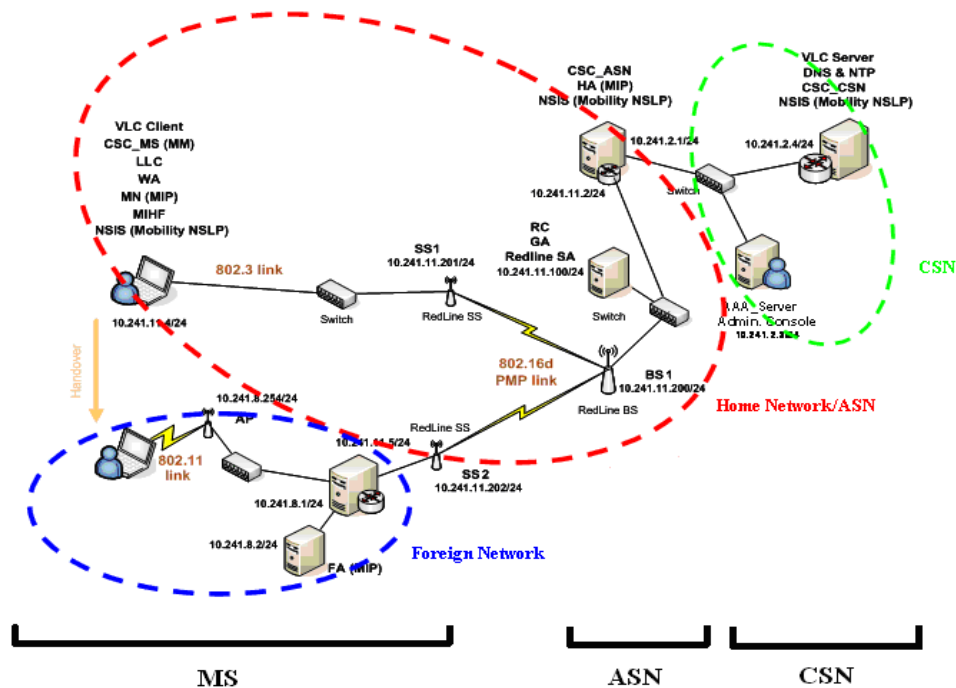 VLC Server
DNS & NTP
CSC_CSN
NSIS (Mobility NSLP)
CSC_ASN
HA (MIP)
NSIS (Mobility NSLP)
VLC Client
CSC_MS (MM)
LLC
WA
MN (MIP)
MIHF
NSIS (Mobility NSLP)
10.241.2.1/24
10.241.2.4/24
Switch
10.241.11.2/24
RC
GA
Redline SA
10.241.11.100/24
SS1
10.241.11.201/24
802.3 link
CSN
Switch
RedLine SS
Switch
AAA_Server
Admin. Console
10.241.11.4/24
Handover
802.16d
PMP link
BS1
10.241.11.200/24
RedLine BS
Home Network/ASN
10.241.8.254/24
AP
RedLine SS
10.241.11.5/24
802.11
link
SS2
10.241.11.202/24
10.241.8.1/24
10.241.8.2/24
FA (MIP)
Foreign Network
MS
ASN
CSN